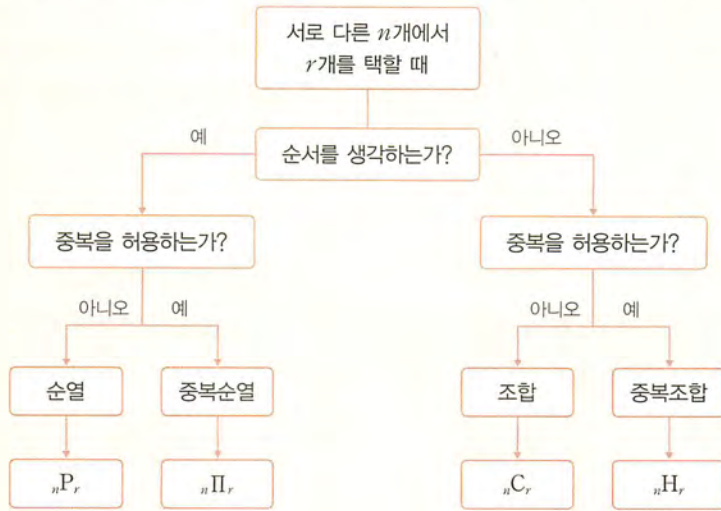 서로 다른 n개에서
r개를 택할 때
예
순서를 생각하는가?
아니오
중복을 허용하는가?
중복을 허용하는가?
아니오
예
아니오
예
순열
중복순열
조합
중복조합
nPr
nΠr
nCr
nHr